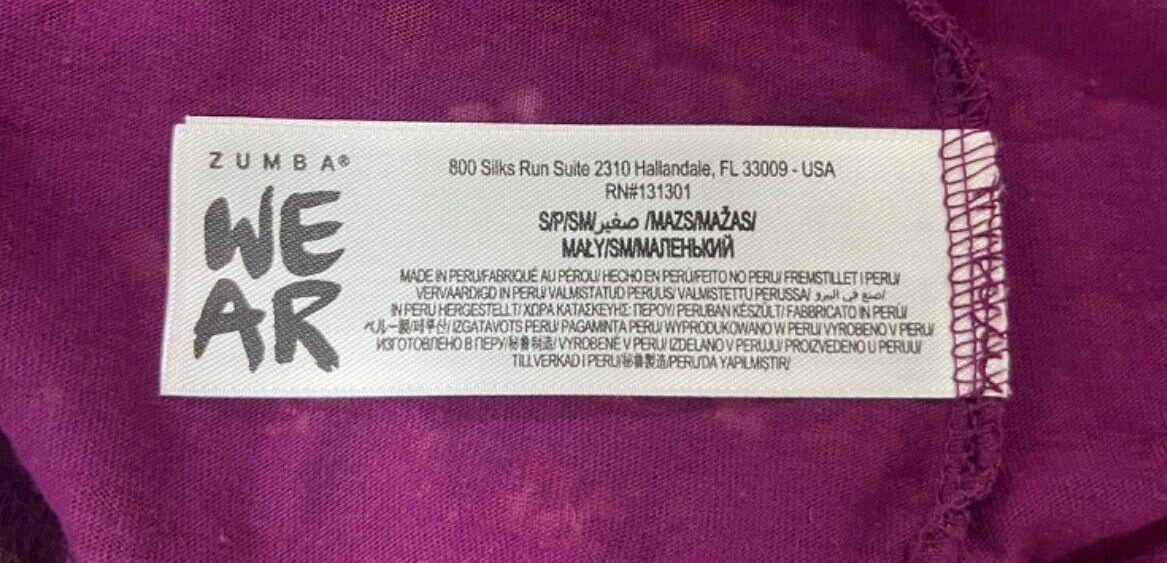 ZUMBA®
WE
AR
800 Silks Run Suite 2310 Hallandale, FL 33009 - USA
RN#131301
S/P/SM/صغير /MAZS/MAŽAS/
MAŁY/SM/МАЛЕНЬКИЙ
MADE IN PERU/FABRIQUÉ AU PÉROU/ HECHO EN PERÚ/FEITO NO PERU/ FREMSTILLET I PERU/
VERVAARDIGD IN PERU/ VALMISTATUD PERUUS/ VALMISTETTU PERUSSA/ اصنع في البيرو/
IN PERU HERGESTELLT/ ΧΩΡΑ ΚΑΤΑΣΚΕΥΗΣ: ΠΕΡΟΥ/ PERUBAN KÉSZÜLT/ FABBRICATO IN PERÙ/
ペルー製/페루산/IZGATAVOTS PERU/ PAGAMINTA PERU/ WYPRODUKOWANO W PERU/ VYROBENO V PERU/
ИЗГОТОВЛЕНО В ПЕРУ/秘鲁制造/ VYROBENÉ V PERU/ IZDELANO V PERUJU/ PROIZVEDENO U PERUU/
TILLVERKAD I PERU/秘魯製造/PERU'DA YAPILMIŞTIR/